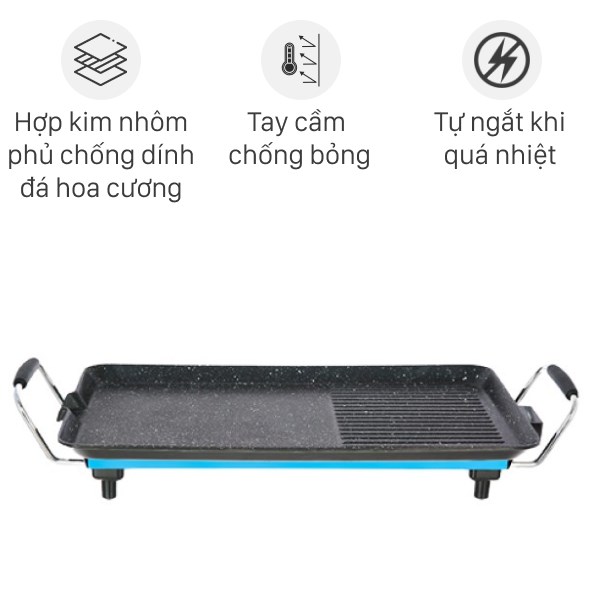 Hợp kim nhôm
phủ chống dính
đá hoa cương
Tay cầm
chống bỏng
Tự ngắt khi
quá nhiệt